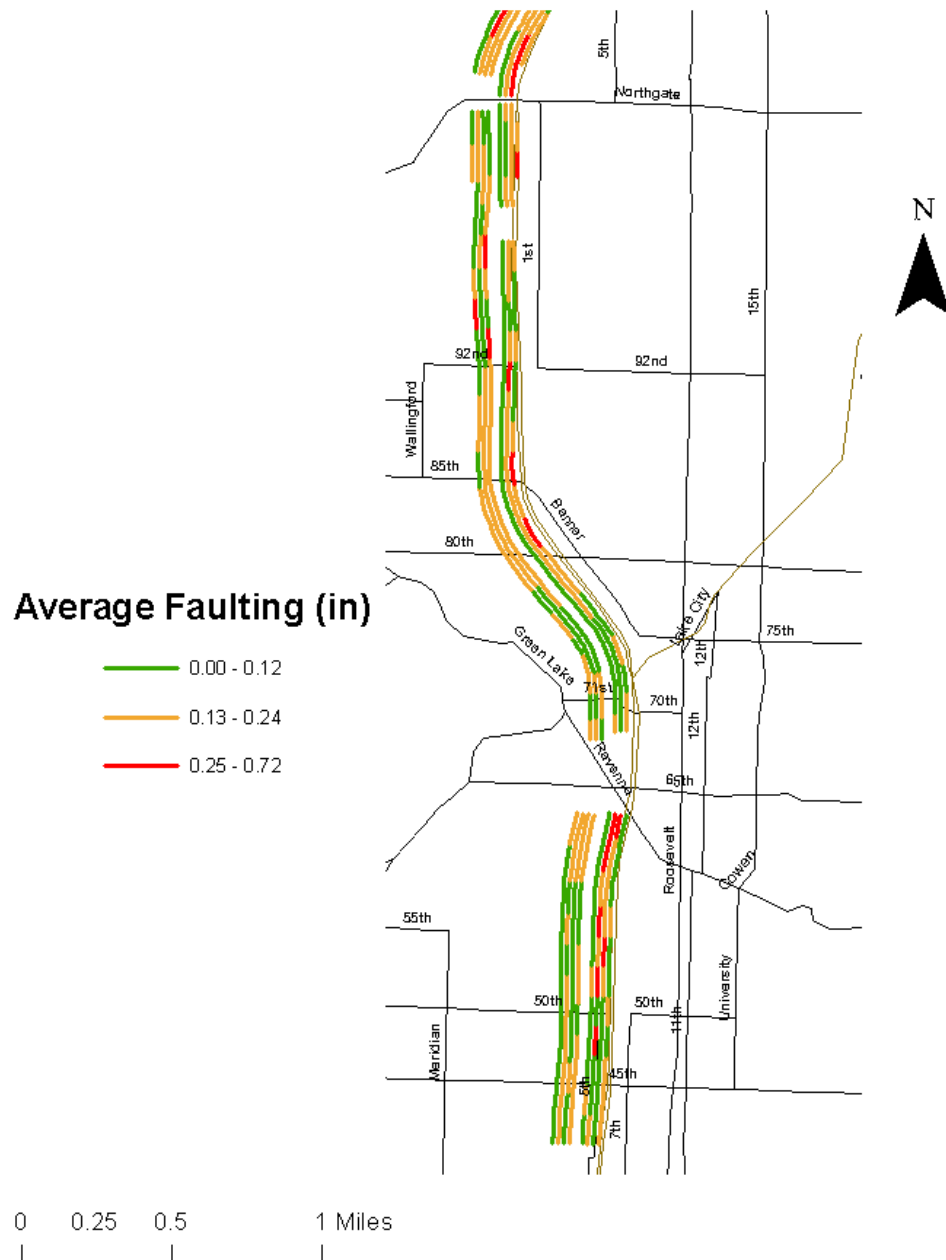 5th
Northgate
N
1st
15th
92nd
92nd
Wallingford
85th
Banner
80th
Average Faulting (in)
Lake City
75th
Green Lake
12th
0.00 - 0.12
71st
70th
0.13 - 0.24
12th
0.25 - 0.72
Ravenna
65th
Roosevelt
Cowen
55th
University
50th
50th
11th
Meridian
45th
5th
7th
0 0.25 0.5 1 Miles